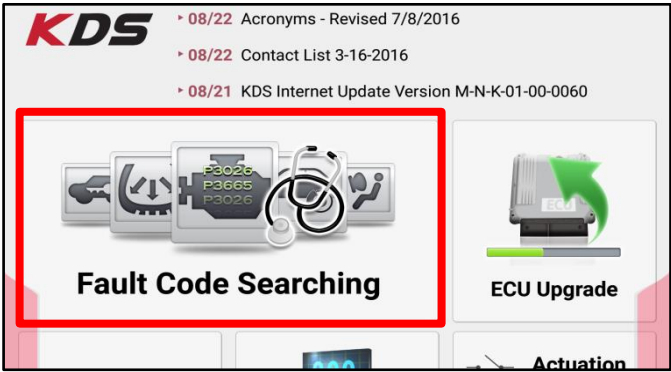 KDS
08/22 Acronyms - Revised 7/8/2016
08/22 Contact List 3-16-2016
08/21 KDS Internet Update Version M-N-K-01-00-0060
P3026
P3665
P3026
ECU
Fault Code Searching
ECU Upgrade
Actuation